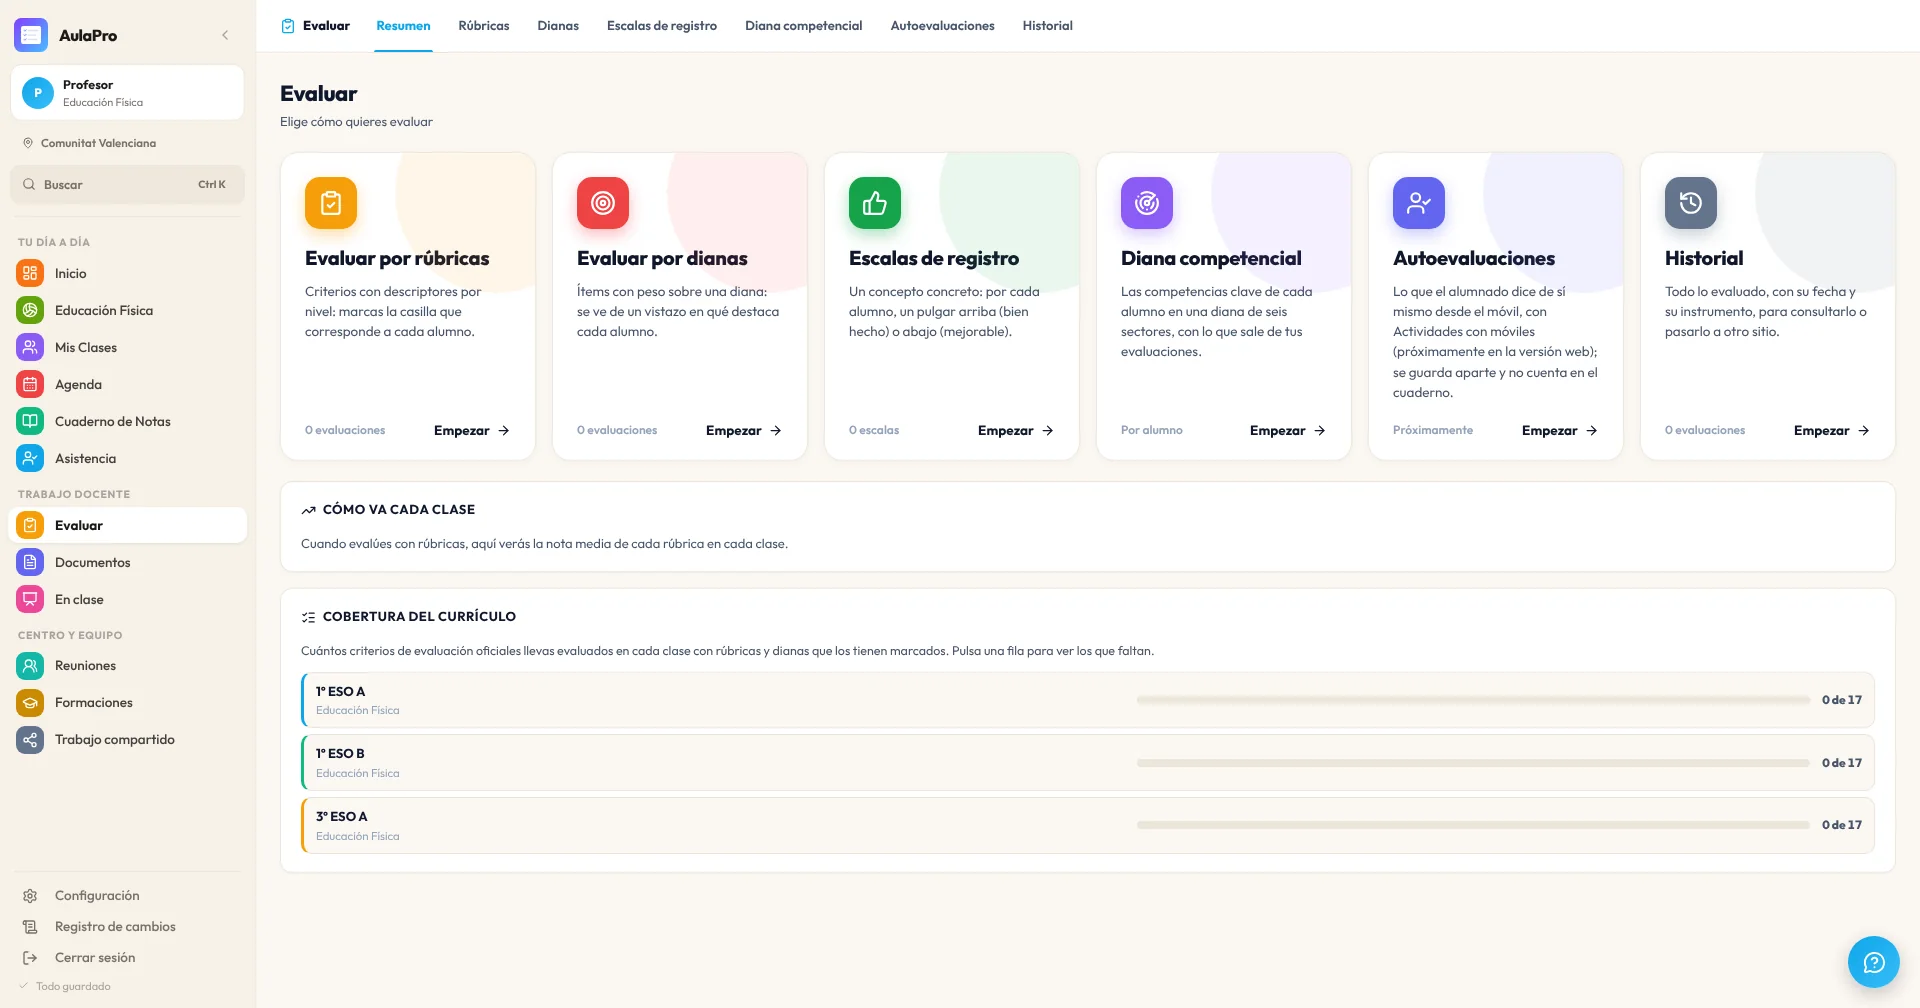 AulaPro
P
Profesor
Educación Física
Comunitat Valenciana
Buscar
Ctrl K
TU DÍA A DÍA
Inicio
Educación Física
Mis Clases
Agenda
Cuaderno de Notas
Asistencia
TRABAJO DOCENTE
Evaluar
Documentos
En clase
CENTRO Y EQUIPO
Reuniones
Formaciones
Trabajo compartido
Configuración
Registro de cambios
Cerrar sesión
Todo guardado
Evaluar
Resumen
Rúbricas
Dianas
Escalas de registro
Diana competencial
Autoevaluaciones
Historial
Evaluar
Elige cómo quieres evaluar
Evaluar por rúbricas
Criterios con descriptores por
nivel: marcas la casilla que
corresponde a cada alumno.
0 evaluaciones
Empezar
Evaluar por dianas
Ítems con peso sobre una diana:
se ve de un vistazo en qué destaca
cada alumno.
0 evaluaciones
Empezar
Escalas de registro
Un concepto concreto: por cada
alumno, un pulgar arriba (bien
hecho) o abajo (mejorable).
0 escalas
Empezar
Diana competencial
Las competencias clave de cada
alumno en una diana de seis
sectores, con lo que sale de tus
evaluaciones.
Por alumno
Empezar
Autoevaluaciones
Lo que el alumnado dice de sí
mismo desde el móvil, con
Actividades con móviles
(próximamente en la versión web);
se guarda aparte y no cuenta en el
cuaderno.
Próximamente
Empezar
Historial
Todo lo evaluado, con su fecha y
su instrumento, para consultarlo o
pasarlo a otro sitio.
0 evaluaciones
Empezar
CÓMO VA CADA CLASE
Cuando evalúes con rúbricas, aquí verás la nota media de cada rúbrica en cada clase.
COBERTURA DEL CURRÍCULO
Cuántos criterios de evaluación oficiales llevas evaluados en cada clase con rúbricas y dianas que los tienen marcados. Pulsa una fila para ver los que faltan.
1º ESO A
Educación Física
0 de 17
1º ESO B
Educación Física
0 de 17
3º ESO A
Educación Física
0 de 17